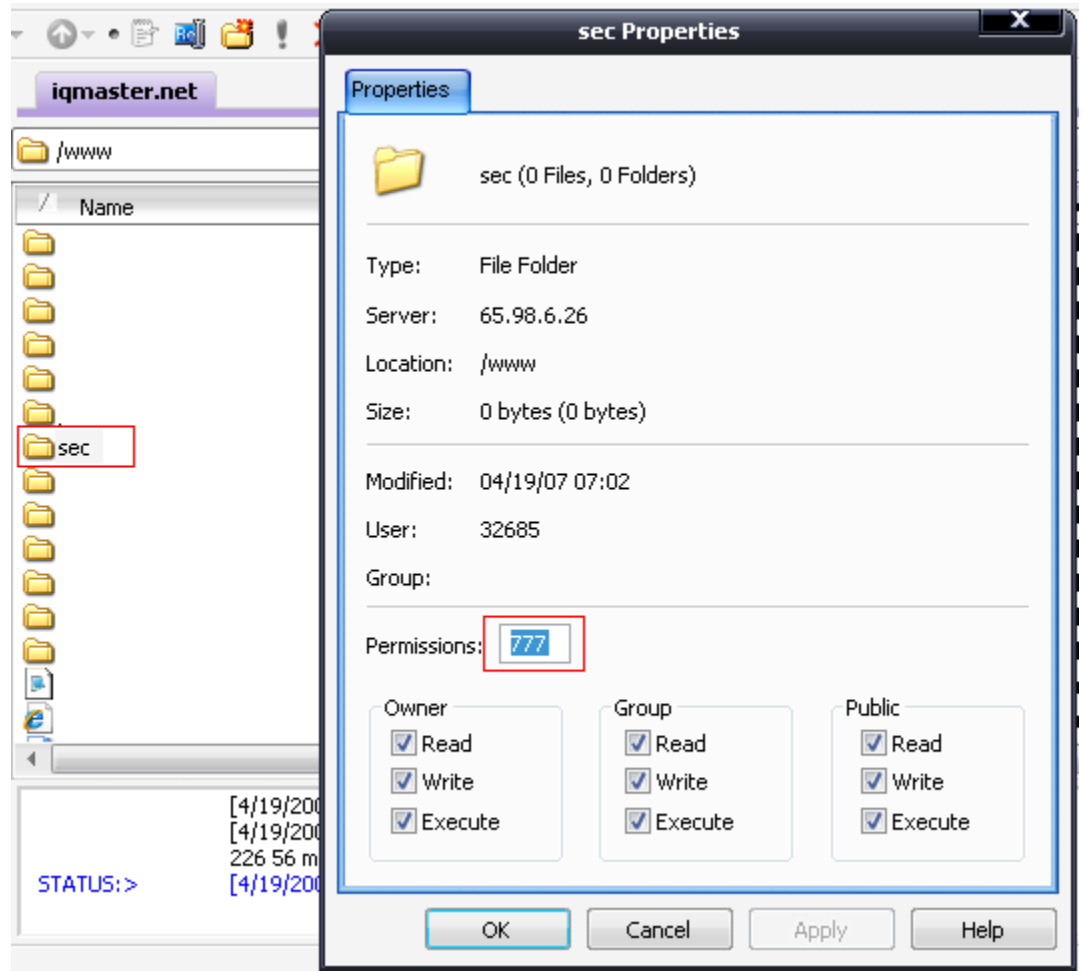 sec Properties
X
iqmaster.net
Properties
/www
sec (0 Files, 0 Folders)
Name
Type: File Folder
Server: 65.98.6.26
Location: /www
Size: 0 bytes (0 bytes)
sec
Modified: 04/19/07 07:02
User: 32685
Group:
Permissions: 777
Owner Group Public
Read Read Read
Write Write Write
Execute Execute Execute
[4/19/200
[4/19/200
226 56 m
STATUS:> [4/19/200
OK Cancel Apply Help